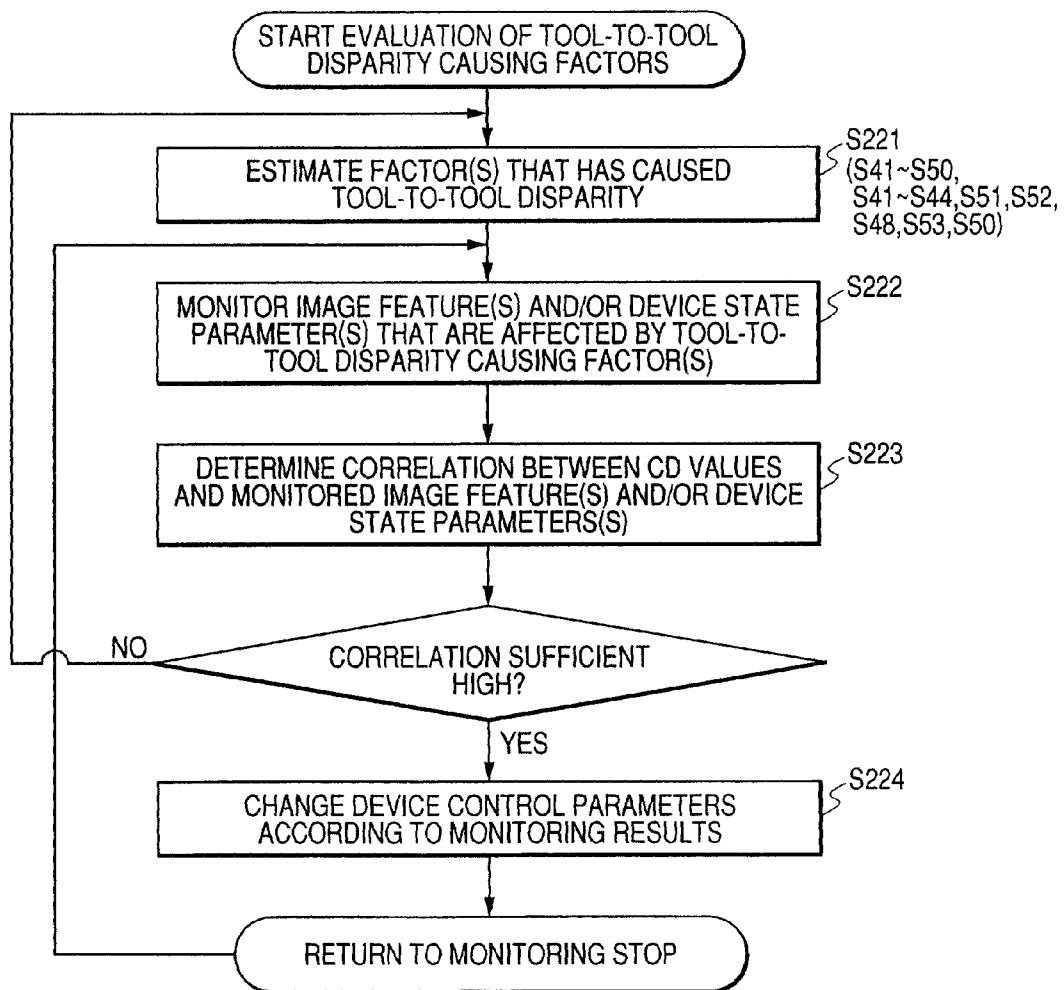 START EVALUATION OF TOOL-TO-TOOL
DISPARITY CAUSING FACTORS
ESTIMATE FACTOR(S) THAT HAS CAUSED
TOOL-TO-TOOL DISPARITY
S221
(S41~S50,
S41~S44,S51,S52,
S48,S53,S50)
MONITOR IMAGE FEATURE(S) AND/OR DEVICE STATE
PARAMETER(S) THAT ARE AFFECTED BY TOOL-TO-
TOOL DISPARITY CAUSING FACTOR(S)
S222
DETERMINE CORRELATION BETWEEN CD VALUES
AND MONITORED IMAGE FEATURE(S) AND/OR DEVICE
STATE PARAMETERS(S)
S223
NO
CORRELATION SUFFICIENT
HIGH?
YES
CHANGE DEVICE CONTROL PARAMETERS
ACCORDING TO MONITORING RESULTS
S224
RETURN TO MONITORING STOP